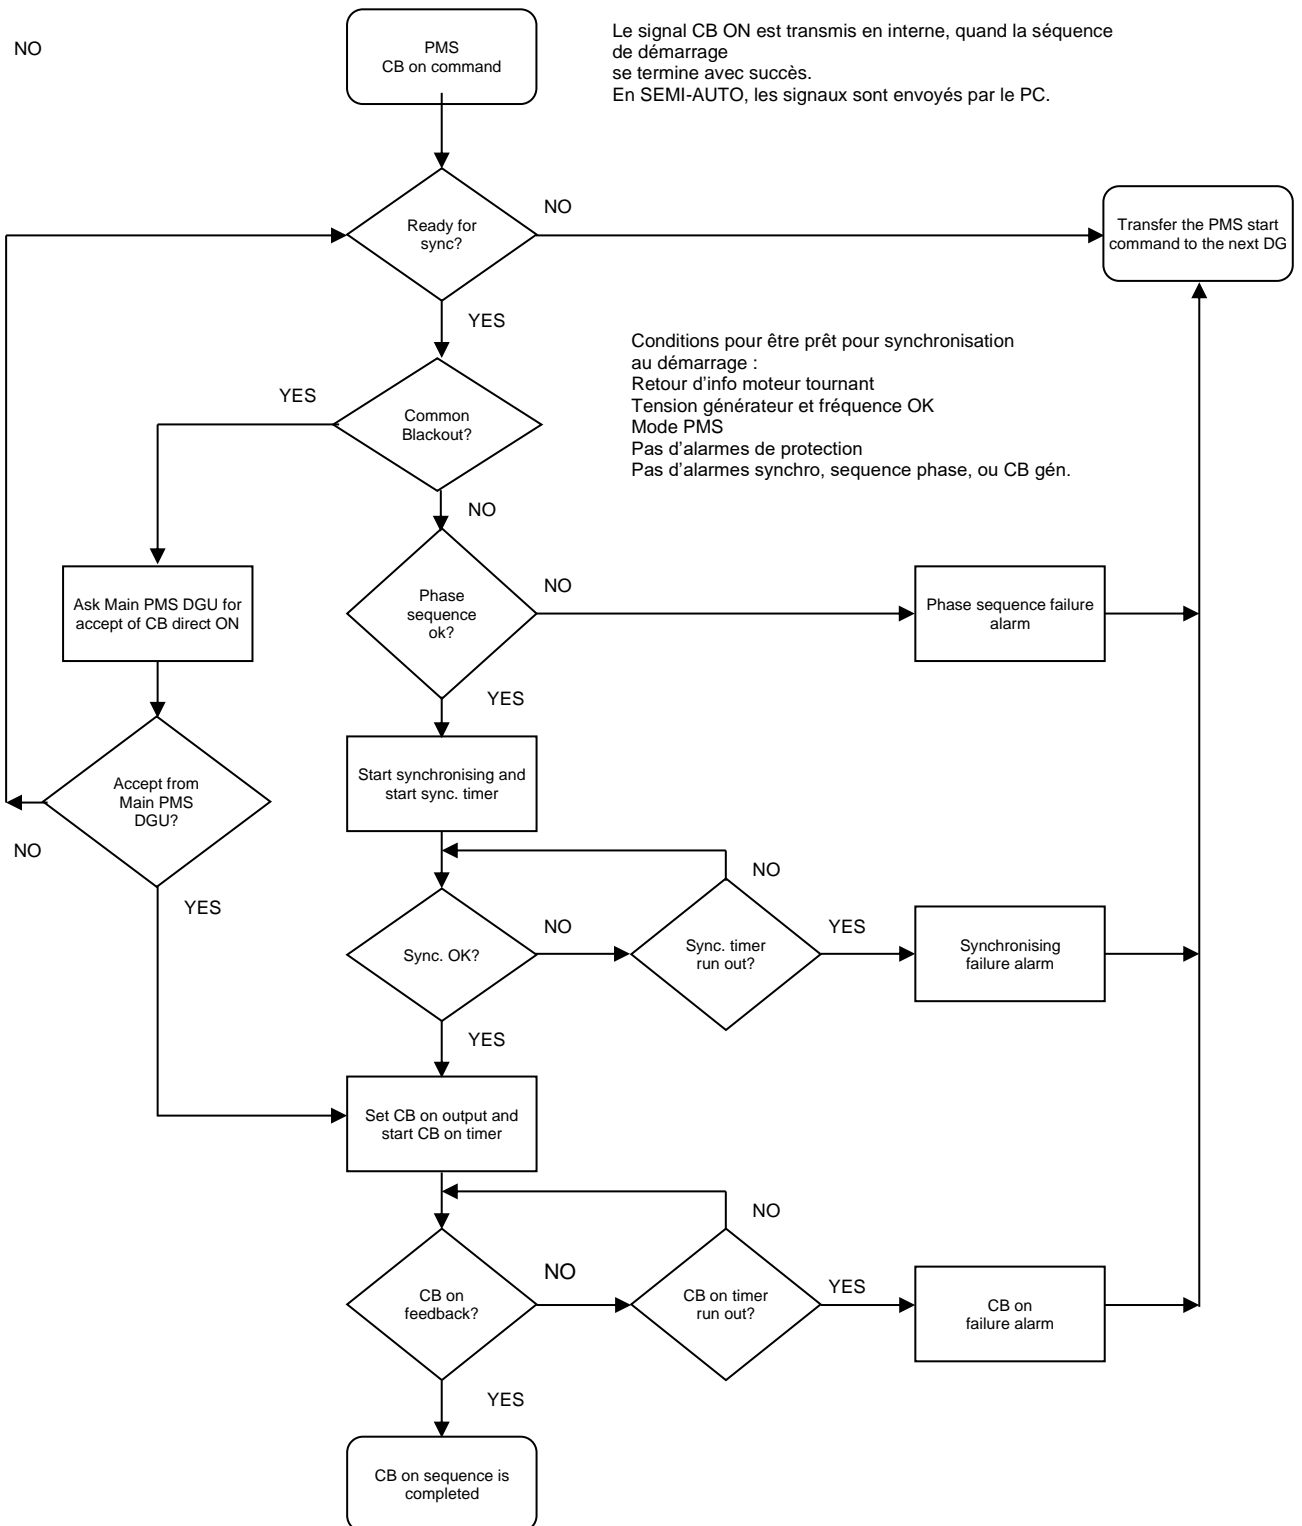 NO
PMS
CB on command
Le signal CB ON est transmis en interne, quand la séquence
de démarrage
se termine avec succès.
En SEMI-AUTO, les signaux sont envoyés par le PC.
Ready for
sync?
NO
Transfer the PMS start
command to the next DG
YES
Conditions pour être prêt pour synchronisation
au démarrage :
Retour d'info moteur tournant
Tension générateur et fréquence OK
Mode PMS
Pas d'alarmes de protection
Pas d'alarmes synchro, sequence phase, ou CB gén.
YES
Common
Blackout?
NO
Ask Main PMS DGU for
accept of CB direct ON
Phase
sequence
ok?
NO
Phase sequence failure
alarm
YES
Accept from
Main PMS
DGU?
NO
YES
Start synchronising and
start sync. timer
NO
Sync. OK?
NO
Sync. timer
run out?
YES
Synchronising
failure alarm
YES
Set CB on output and
start CB on timer
NO
CB on
feedback?
NO
CB on timer
run out?
YES
CB on
failure alarm
YES
CB on sequence is
completed